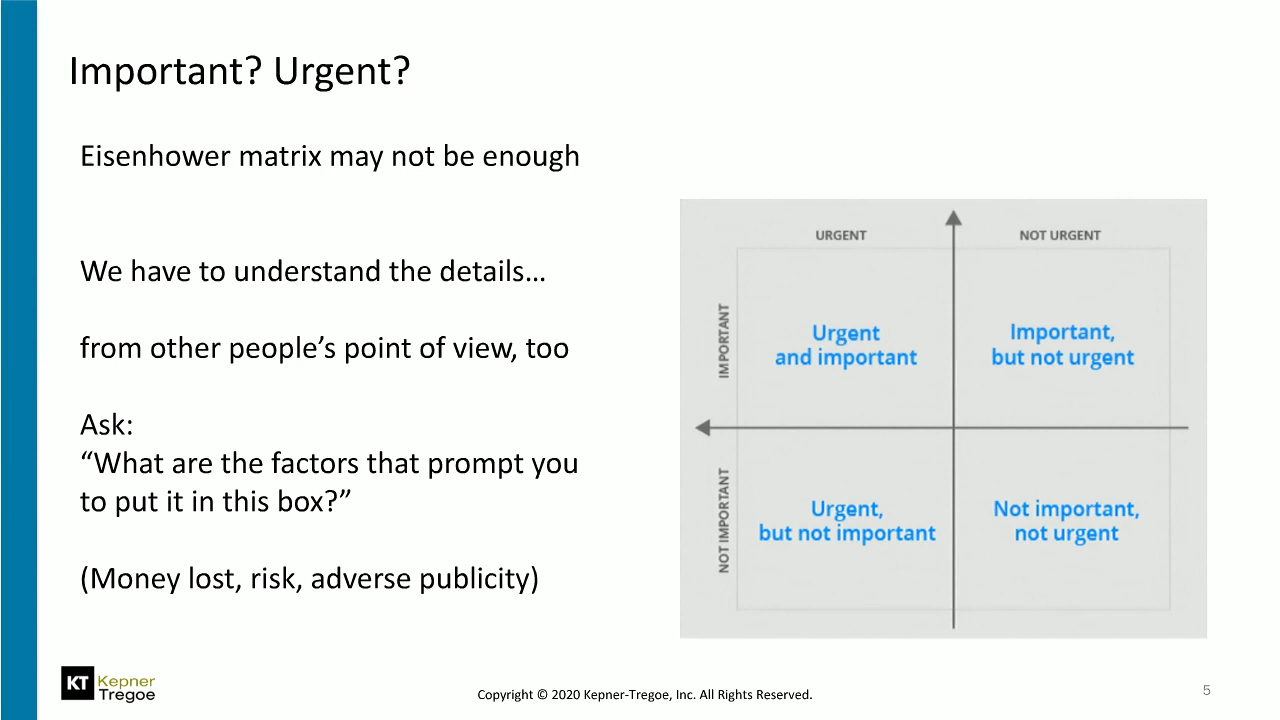 Important? Urgent?
Eisenhower matrix may not be enough
We have to understand the details…
from other people’s point of view, too
Ask:
“What are the factors that prompt you
to put it in this box?”
(Money lost, risk, adverse publicity)
URGENT
NOT URGENT
IMPORTANT
Urgent
and important
Important,
but not urgent
NOT IMPORTANT
Urgent,
but not important
Not important,
not urgent
KT
Kepner
Tregoe
Copyright © 2020 Kepner-Tregoe, Inc. All Rights Reserved.
5